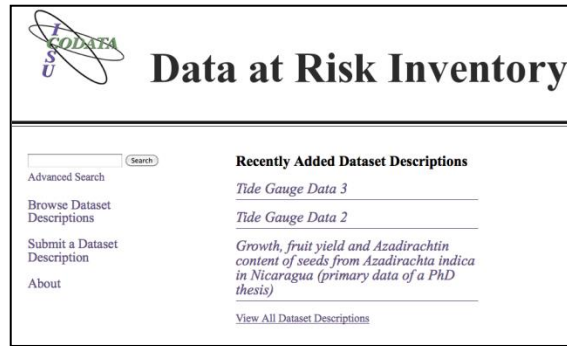 I
CODATA
S
U
Data at Risk Inventory
Search
Advanced Search
Browse Dataset
Descriptions
Submit a Dataset
Description
About
Recently Added Dataset Descriptions
Tide Gauge Data 3
Tide Gauge Data 2
Growth, fruit yield and Azadirachtin
content of seeds from Azadirachta indica
in Nicaragua (primary data of a PhD
thesis)
View All Dataset Descriptions